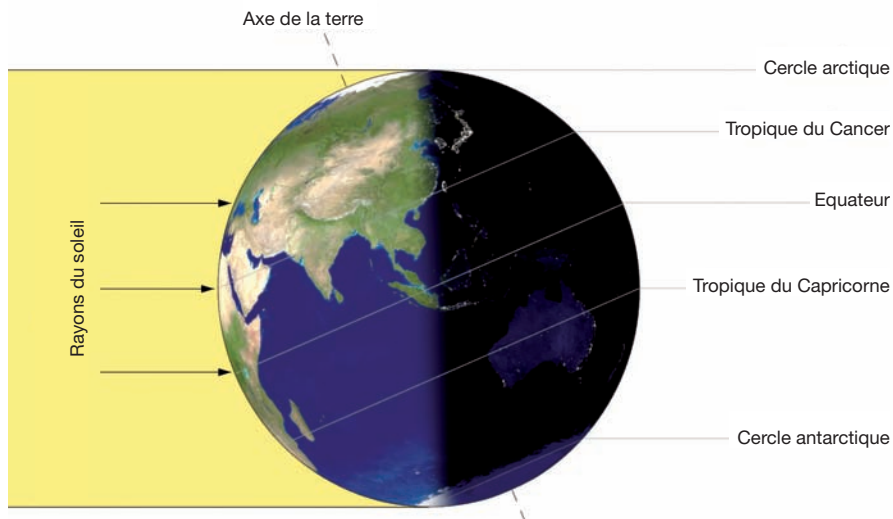 Axe de la terre
Cercle arctique
Tropique du Cancer
Equateur
Tropique du Capricorne
Cercle antarctique
Rayons du soleil